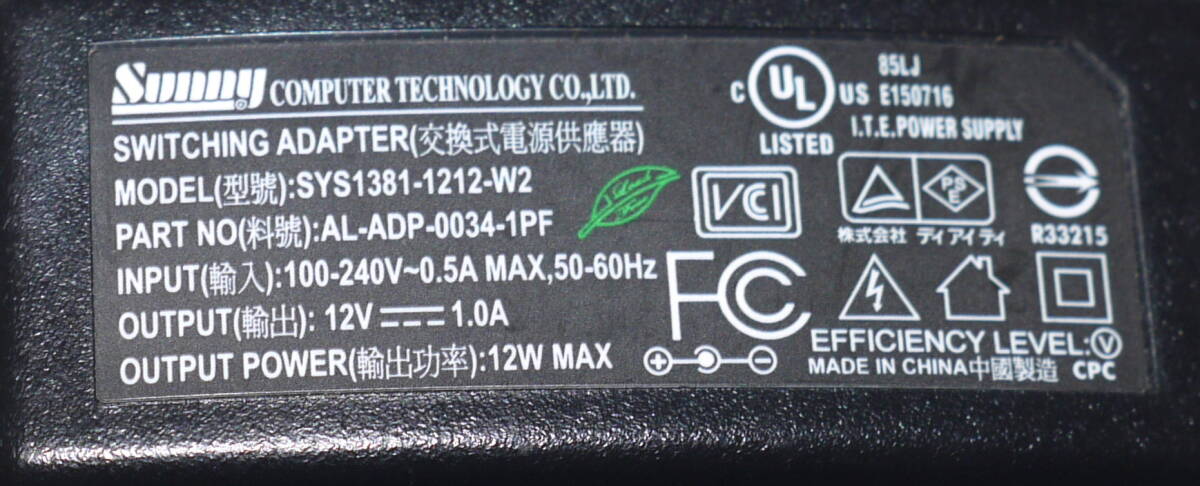 Sunny COMPUTER TECHNOLOGY CO.,LTD.
SWITCHING ADAPTER(交換式電源供應器)
MODEL(型號):SYS1381-1212-W2
PART NO(料號):AL-ADP-0034-1PF
INPUT(輸入):100-240V~0.5A MAX,50-60Hz
OUTPUT(輸出): 12V⎓1.0A
OUTPUT POWER(輸出功率):12W MAX
C UL US
LISTED
85LJ
E150716
I.T.E.POWER SUPPLY
VCI
PSE
株式会社 ディアイティ
R33215
FC
EFFICIENCY LEVEL:Ⓥ
MADE IN CHINA中國製造 CPC